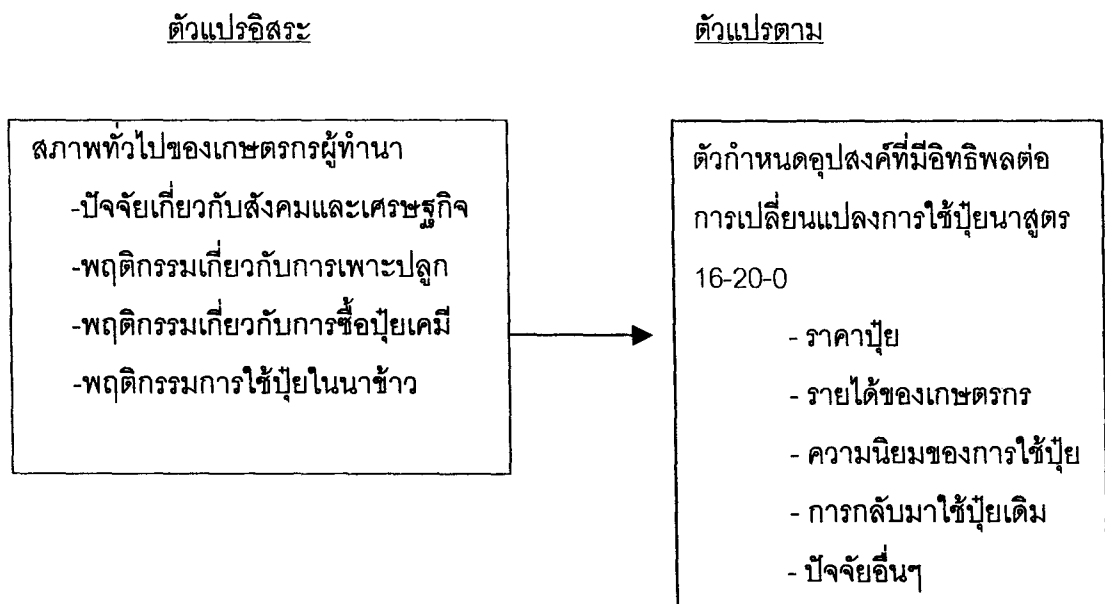 ตัวแปรอิสระ
ตัวแปรตาม
สภาพทั่วไปของเกษตรกรผู้ทำนา
-ปัจจัยเกี่ยวกับสังคมและเศรษฐกิจ
-พฤติกรรมเกี่ยวกับการเพาะปลูก
-พฤติกรรมเกี่ยวกับการซื้อปุ๋ยเคมี
-พฤติกรรมการใช้ปุ๋ยในนาข้าว
ตัวกำหนดอุปสงค์ที่มีอิทธิพลต่อ
การเปลี่ยนแปลงการใช้ปุ๋ยนาสูตร
16-20-0
- ราคาปุ๋ย
- รายได้ของเกษตรกร
- ความนิยมของการใช้ปุ๋ย
- การกลับมาใช้ปุ๋ยเดิม
- ปัจจัยอื่นๆ